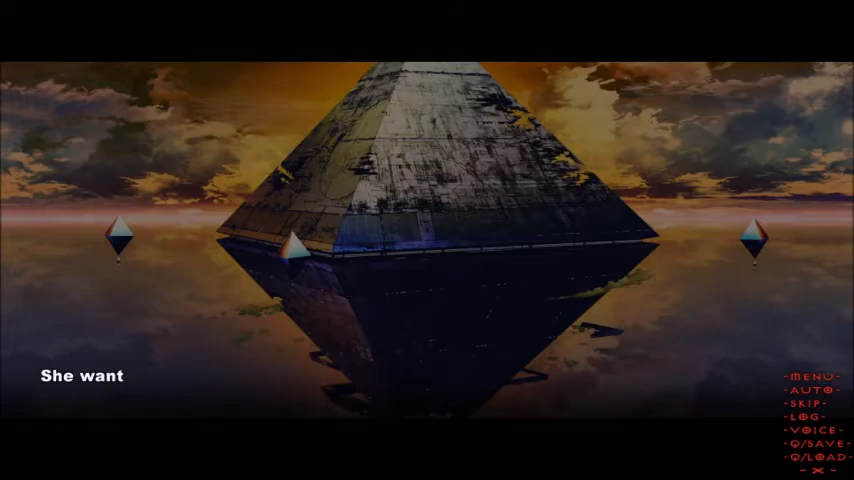 She want
-MENU-
-AUTO-
-SKIP-
-LOG-
-VOICE-
-Q/SAVE-
-Q/LOAD-
-X-